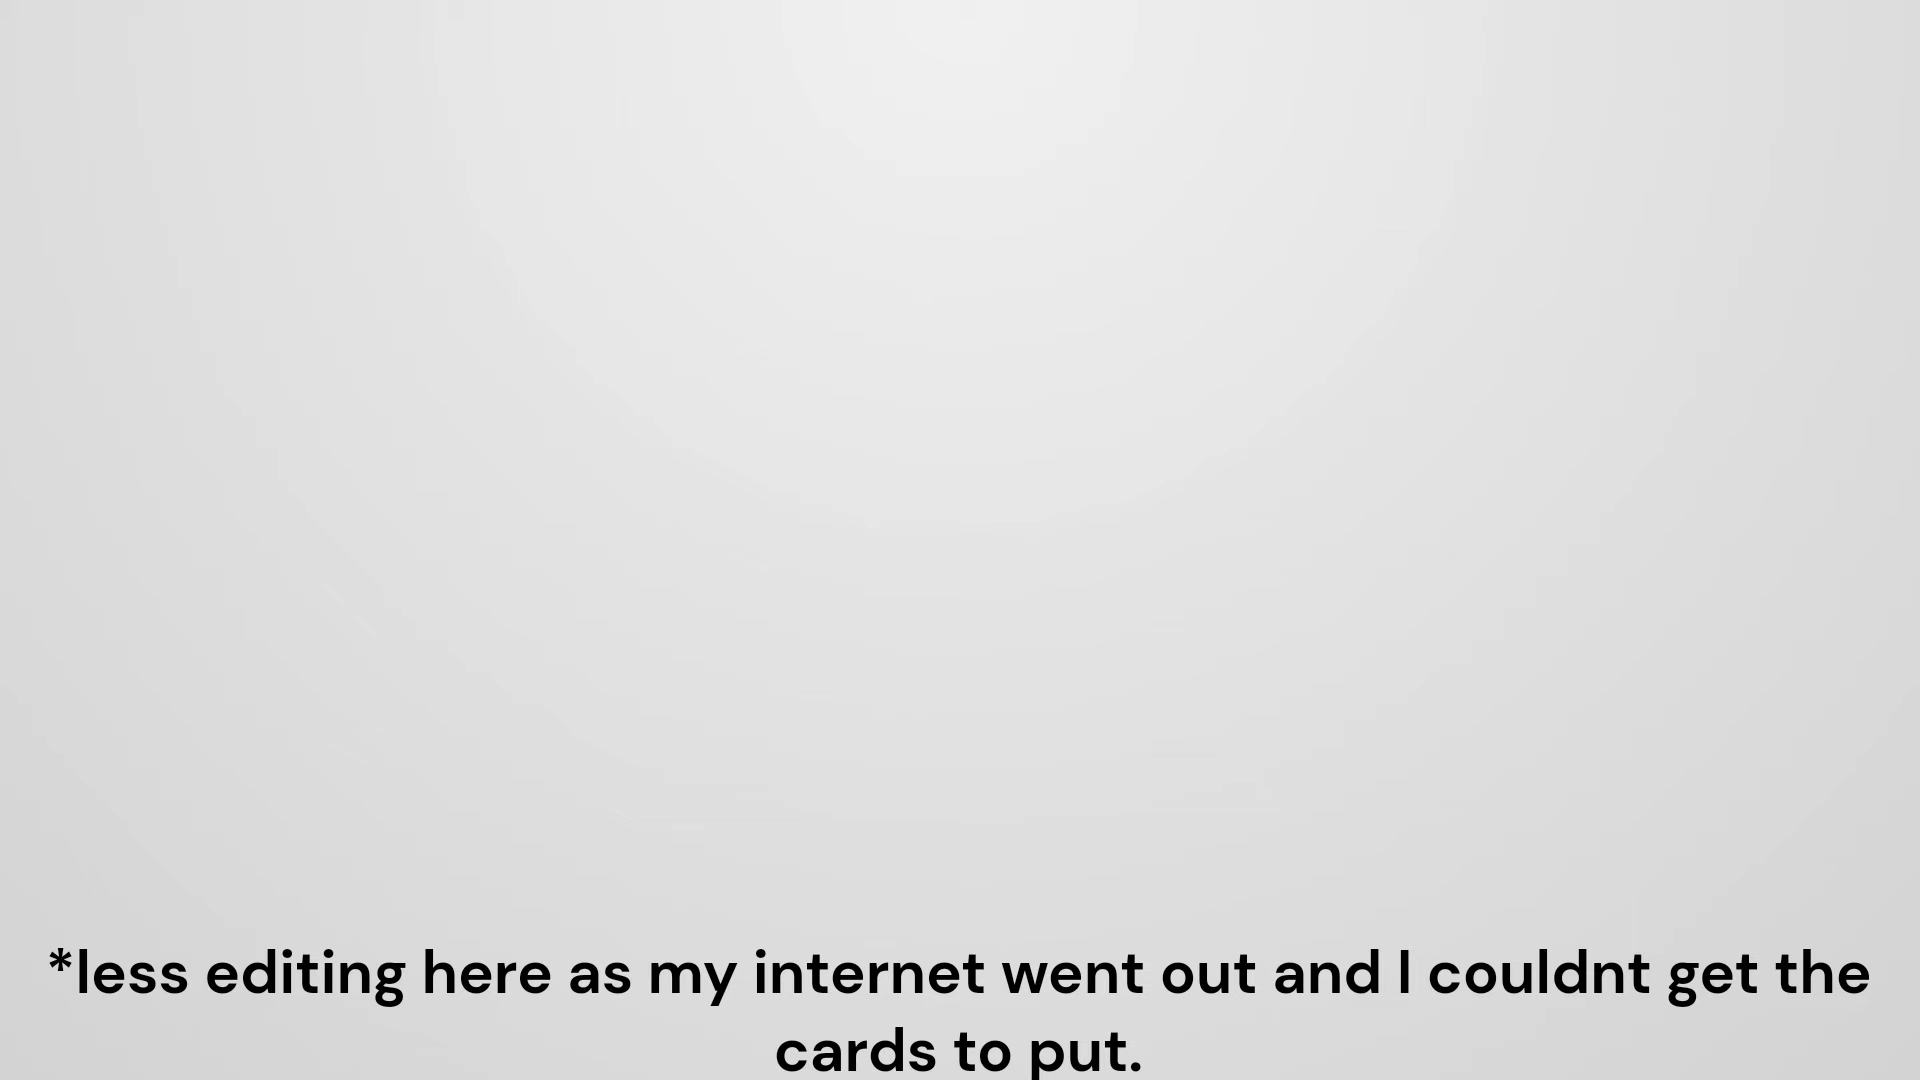 *less editing here as my internet went out and I couldnt get the
cards to put.